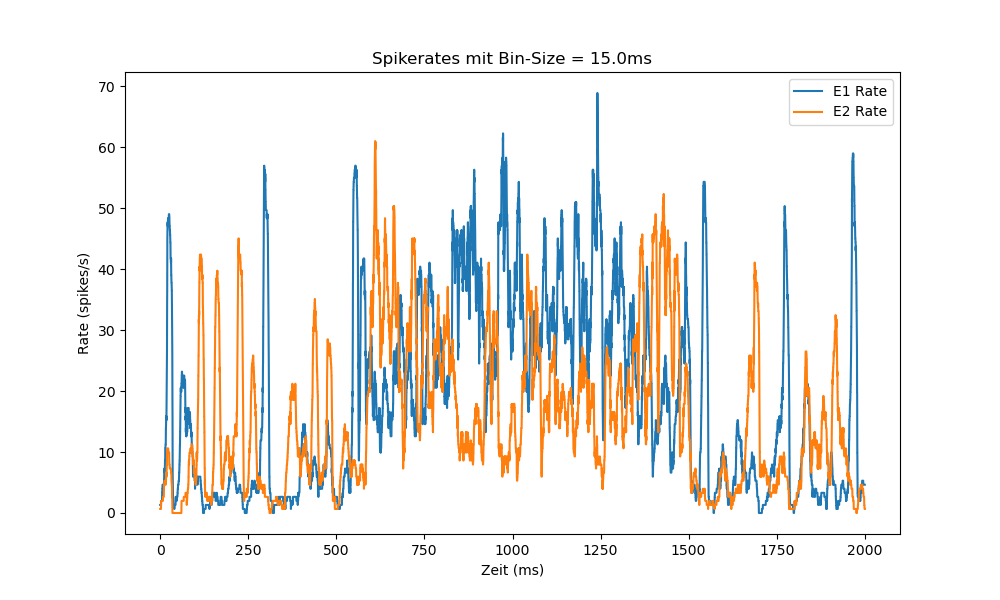 Spikerates mit Bin-Size = 15.0ms
E1 Rate
E2 Rate
Rate (spikes/s)
70
60
50
40
30
20
10
0
0 250 500 750 1000 1250 1500 1750 2000
Zeit (ms)